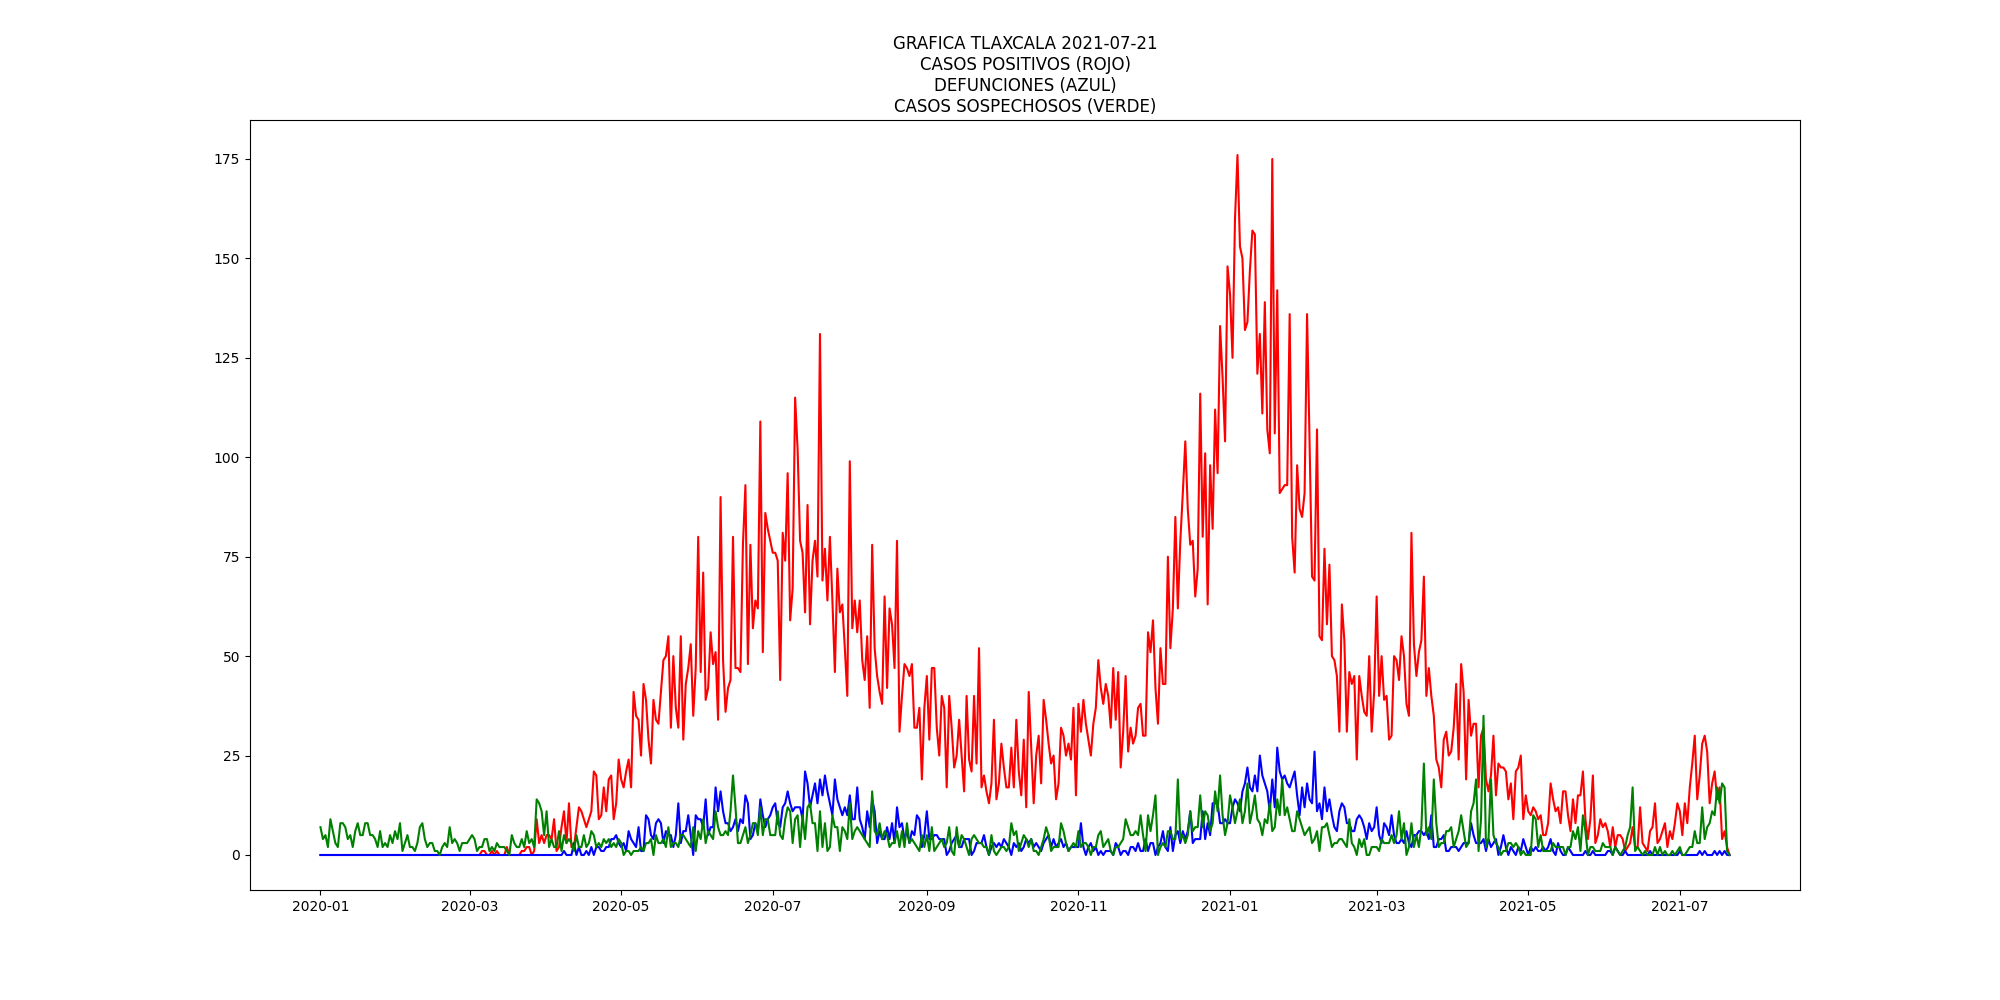 GRAFICA TLAXCALA 2021-07-21
CASOS POSITIVOS (ROJO)
DEFUNCIONES (AZUL)
CASOS SOSPECHOSOS (VERDE)
175
150
125
100
75
50
25
0
2020-01 2020-03 2020-05 2020-07 2020-09 2020-11 2021-01 2021-03 2021-05 2021-07